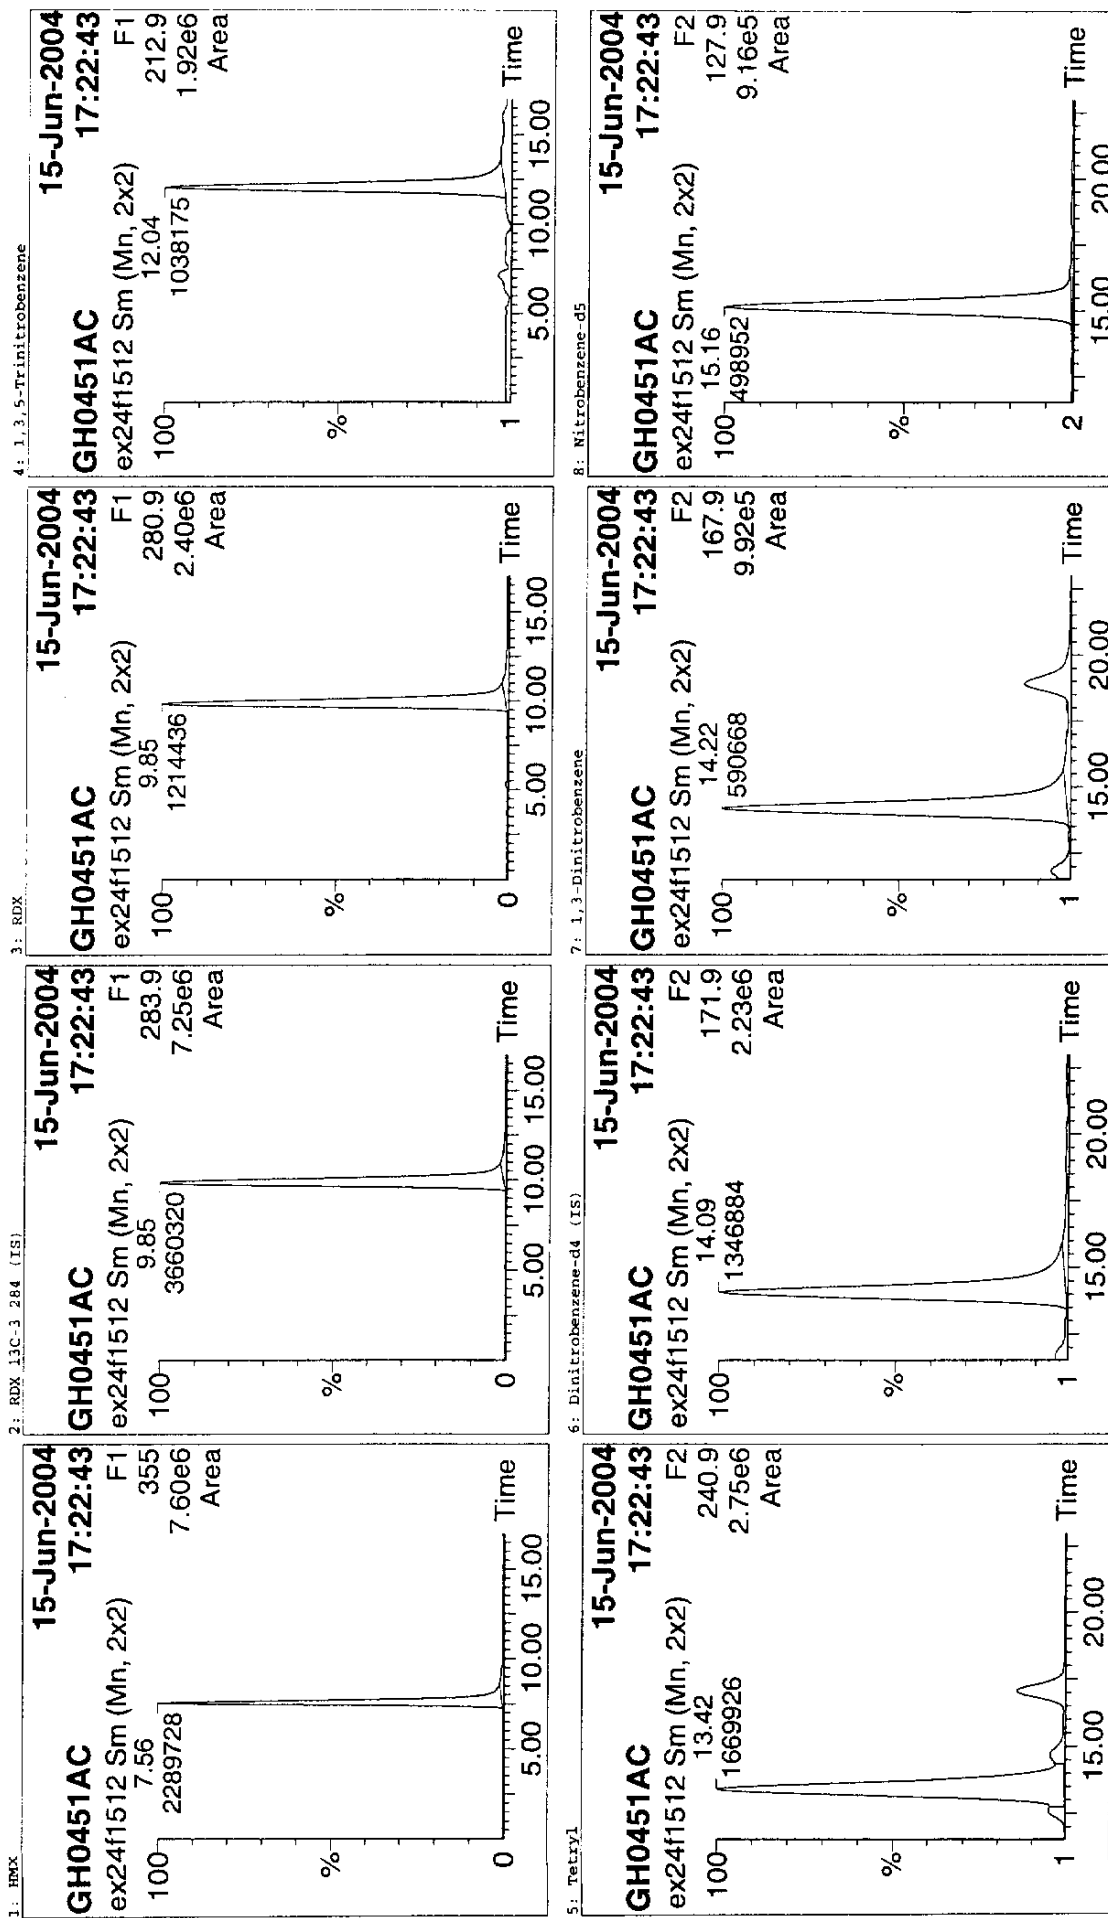 1: HMX
GH0451AC
15-Jun-2004
17:22:43
ex24f1512 Sm (Mn, 2x2)
F1
355
7.60e6
Area
7.56
2289728
100
%
0
5.00
10.00
15.00
Time
2: RDX 13C-3 284 (IS)
GH0451AC
15-Jun-2004
17:22:43
ex24f1512 Sm (Mn, 2x2)
F1
283.9
7.25e6
Area
9.85
3660320
100
%
0
5.00
10.00
15.00
Time
3: RDX
GH0451AC
15-Jun-2004
17:22:43
ex24f1512 Sm (Mn, 2x2)
F1
280.9
2.40e6
Area
9.85
1214436
100
%
0
5.00
10.00
15.00
Time
4: 1,3,5-Trinitrobenzene
GH0451AC
15-Jun-2004
17:22:43
ex24f1512 Sm (Mn, 2x2)
F1
212.9
1.92e6
Area
12.04
1038175
100
%
1
5.00
10.00
15.00
Time
5: Tetryl
GH0451AC
15-Jun-2004
17:22:43
ex24f1512 Sm (Mn, 2x2)
F2
240.9
2.75e6
Area
13.42
1669926
100
%
1
15.00
20.00
Time
6: Dinitrobenzene-d4 (IS)
GH0451AC
15-Jun-2004
17:22:43
ex24f1512 Sm (Mn, 2x2)
F2
171.9
2.23e6
Area
14.09
1346884
100
%
1
15.00
20.00
Time
7: 1,3-Dinitrobenzene
GH0451AC
15-Jun-2004
17:22:43
ex24f1512 Sm (Mn, 2x2)
F2
167.9
9.92e5
Area
14.22
590668
100
%
1
15.00
20.00
Time
8: Nitrobenzene-d5
GH0451AC
15-Jun-2004
17:22:43
ex24f1512 Sm (Mn, 2x2)
F2
127.9
9.16e5
Area
15.16
498952
100
%
2
15.00
20.00
Time